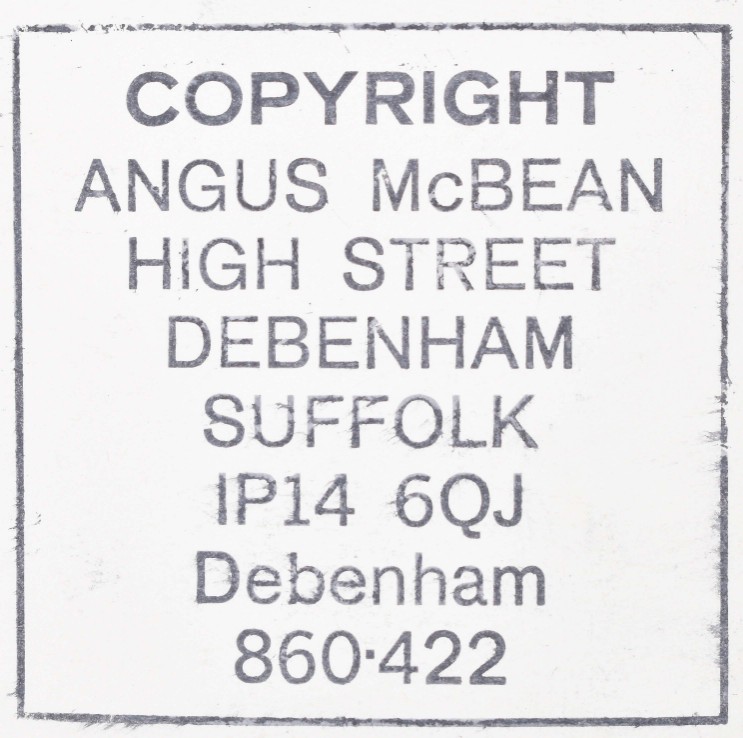 COPYRIGHT
ANGUS McBEAN
HIGH STREET
DEBENHAM
SUFFOLK
IP14 6QJ
Debenham
860·422